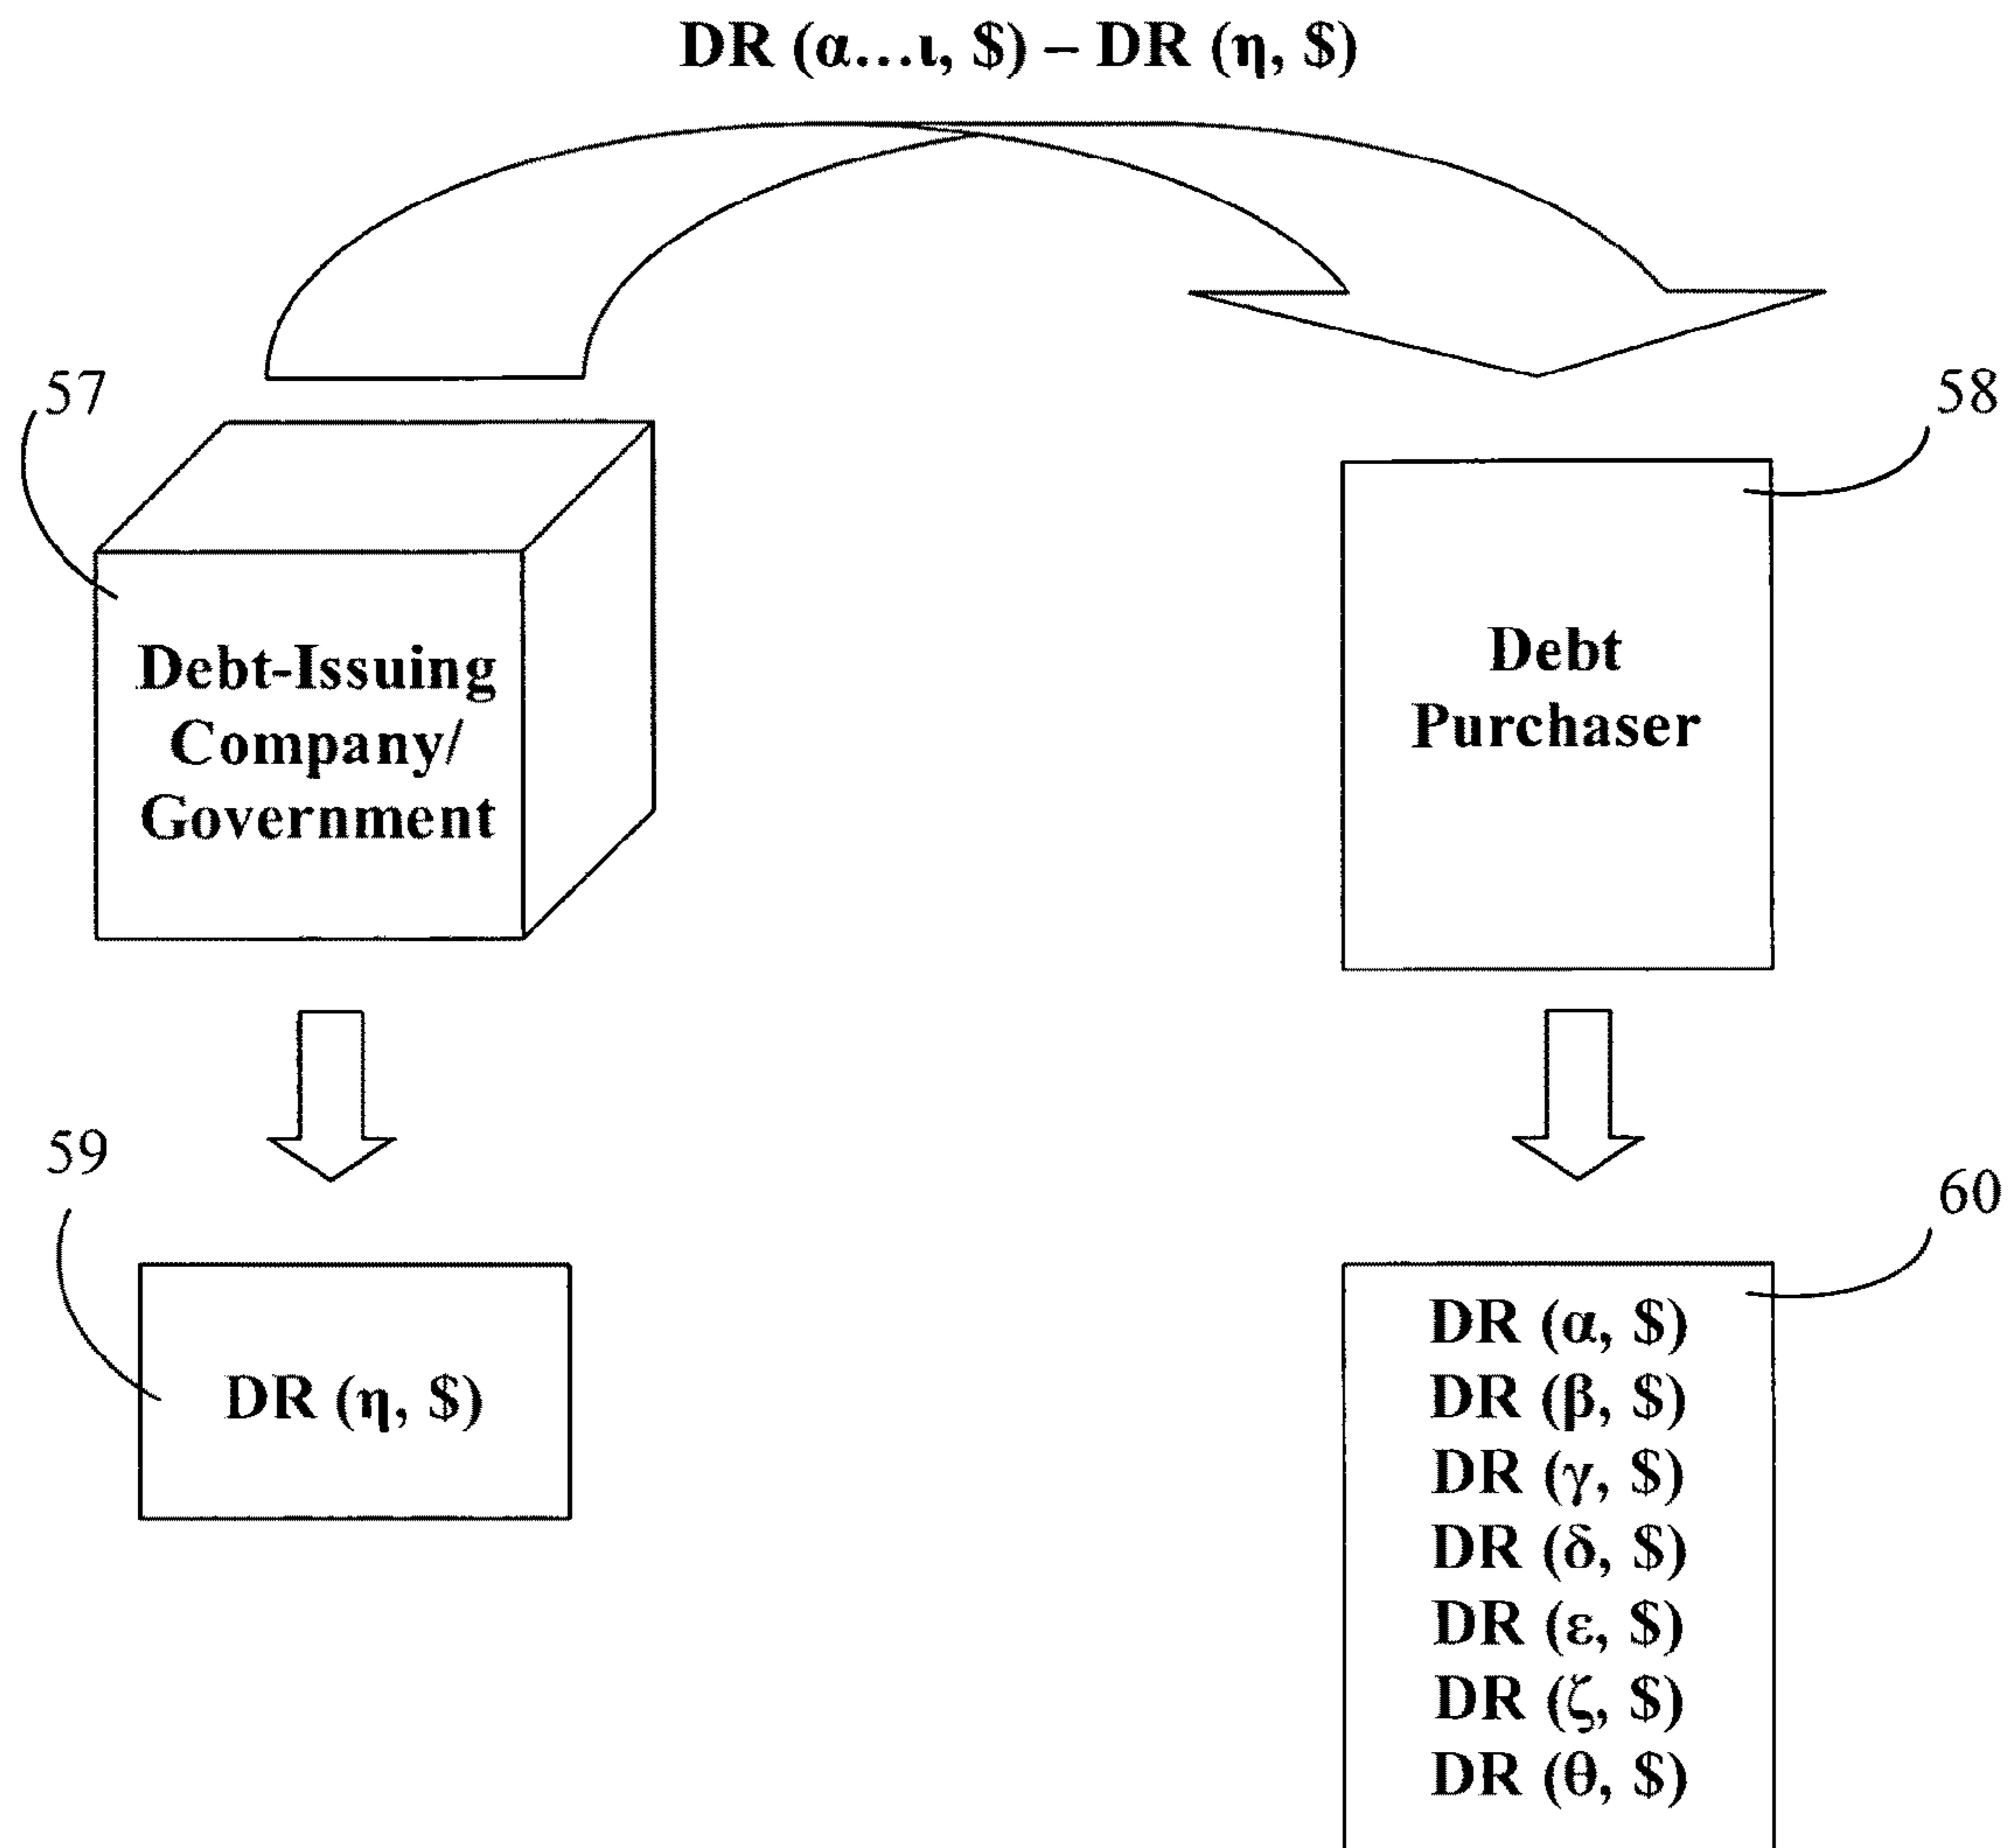 DR (α…ι, $) – DR (η, $)
57
58
Debt-Issuing
Company/
Government
Debt
Purchaser
59
60
DR (η, $)
DR (α, $)
DR (β, $)
DR (γ, $)
DR (δ, $)
DR (ε, $)
DR (ζ, $)
DR (θ, $)